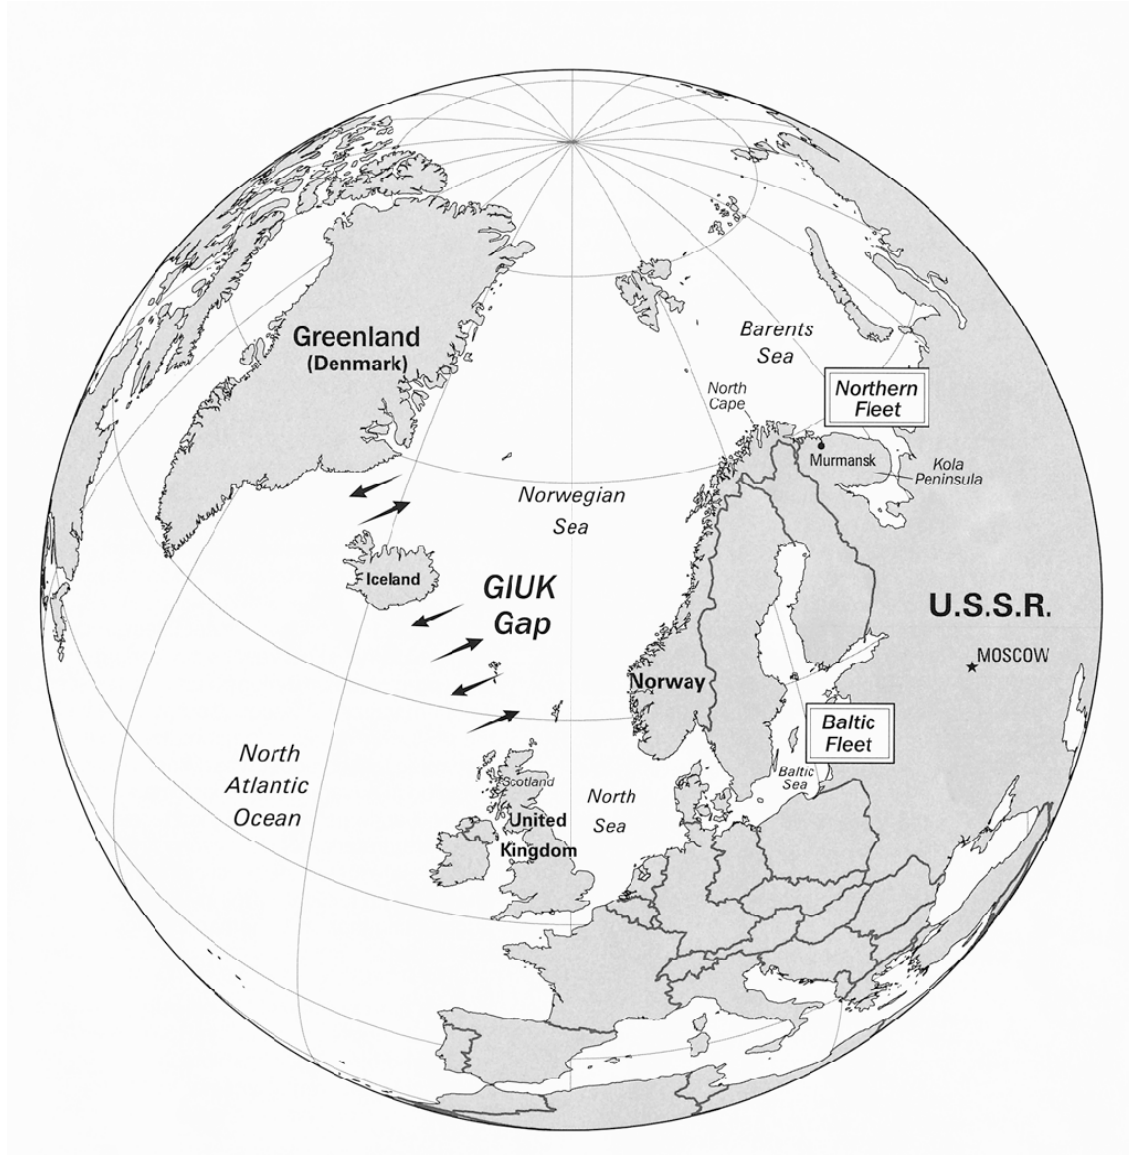 Greenland
(Denmark)
Barents
Sea
North
Cape
Northern
Fleet
Murmansk
Kola
Peninsula
Norwegian
Sea
Iceland
GIUK
Gap
U.S.S.R.
MOSCOW
Norway
Baltic
Fleet
Baltic
Sea
North
Atlantic
Ocean
Scotland
North
Sea
United
Kingdom